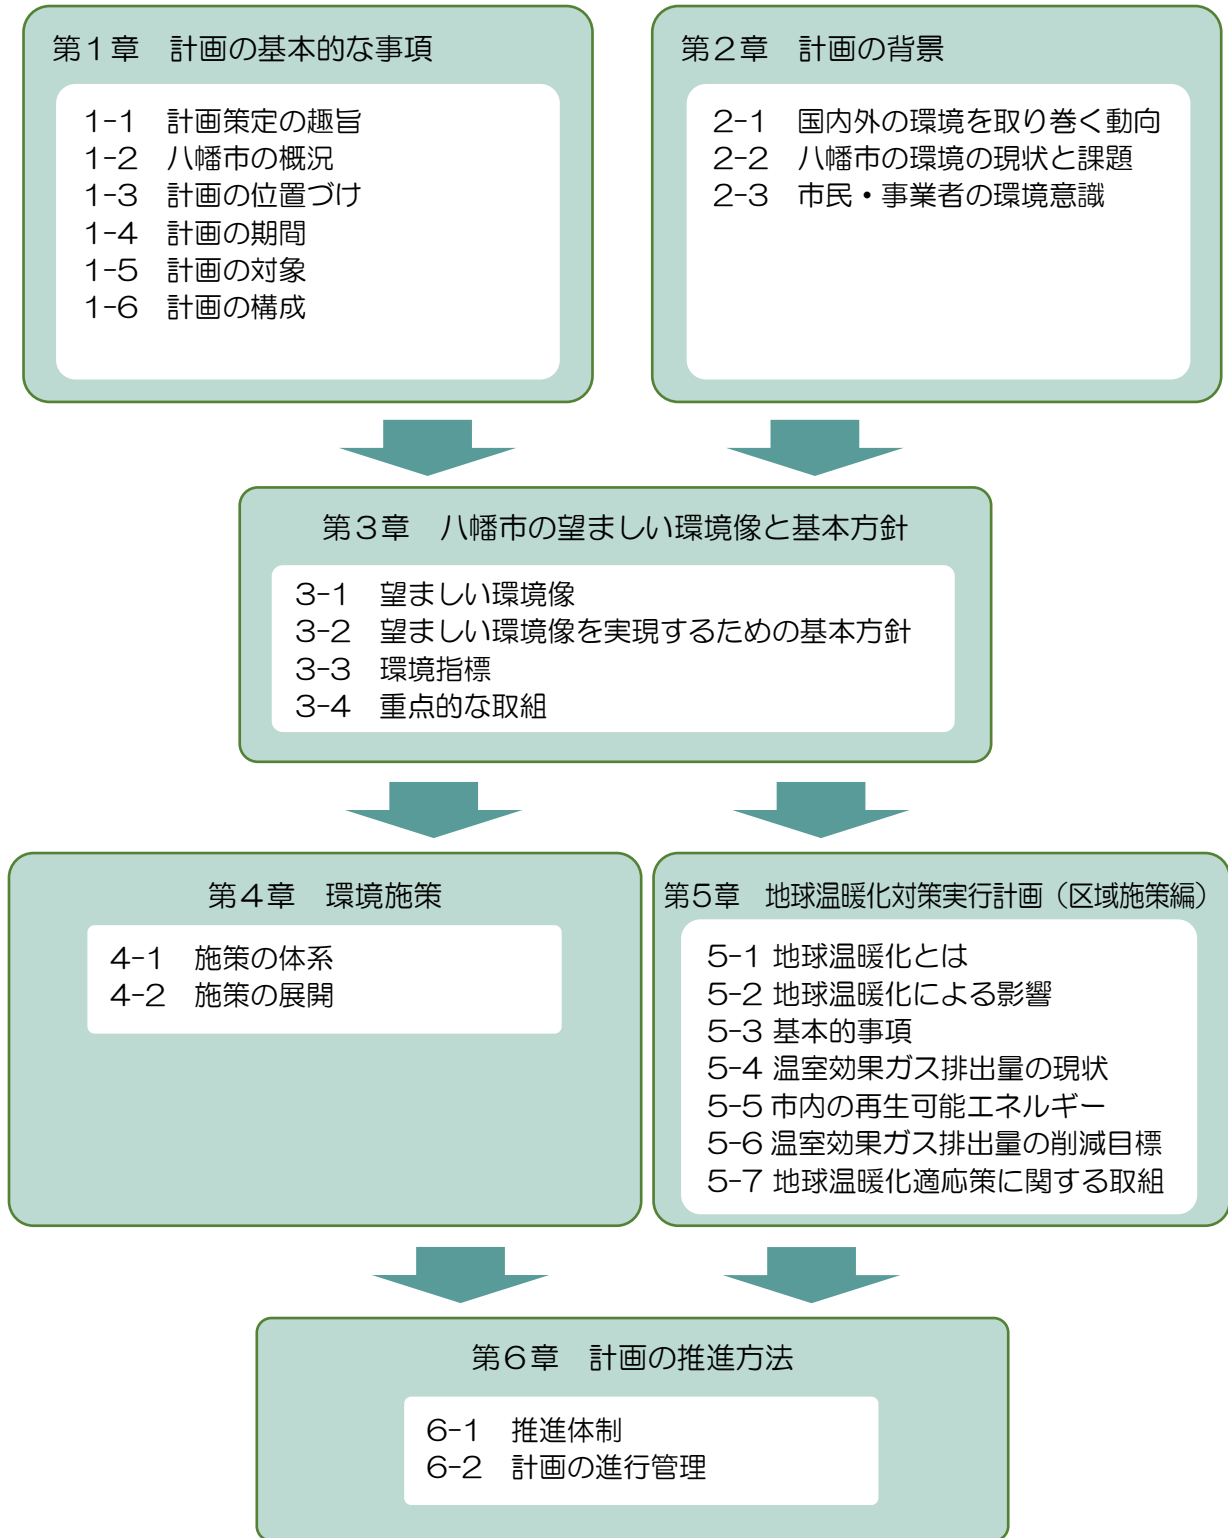 第1章　計画の基本的な事項
1-1　計画策定の趣旨
1-2　八幡市の概況
1-3　計画の位置づけ
1-4　計画の期間
1-5　計画の対象
1-6　計画の構成
第2章　計画の背景
2-1　国内外の環境を取り巻く動向
2-2　八幡市の環境の現状と課題
2-3　市民・事業者の環境意識
第3章　八幡市の望ましい環境像と基本方針
3-1　望ましい環境像
3-2　望ましい環境像を実現するための基本方針
3-3　環境指標
3-4　重点的な取組
第4章　環境施策
4-1　施策の体系
4-2　施策の展開
第5章　地球温暖化対策実行計画（区域施策編）
5-1 地球温暖化とは
5-2 地球温暖化による影響
5-3 基本的事項
5-4 温室効果ガス排出量の現状
5-5 市内の再生可能エネルギー
5-6 温室効果ガス排出量の削減目標
5-7 地球温暖化適応策に関する取組
第6章　計画の推進方法
6-1　推進体制
6-2　計画の進行管理